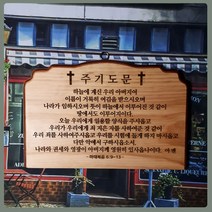 주기도문
하늘에 계신 우리 아버지여
이름이 거룩히 여김을 받으시오며
나라가 임하시오며 뜻이 하늘에서 이루어진 것 같이
땅에서도 이루어지이다
오늘 우리에게 일용할 양식을 주시옵고
우리가 우리에게 죄 지은 자를 사하여준 것 같이
우리 죄를 사하여주시옵고 우리를 시험에 들게 하지 마시옵고
다만 악에서 구하시옵소서
나라와 권세와 영광이 아버지께 영원히 있사옵나이다. 아멘
- 마태복음 6:9~13 -